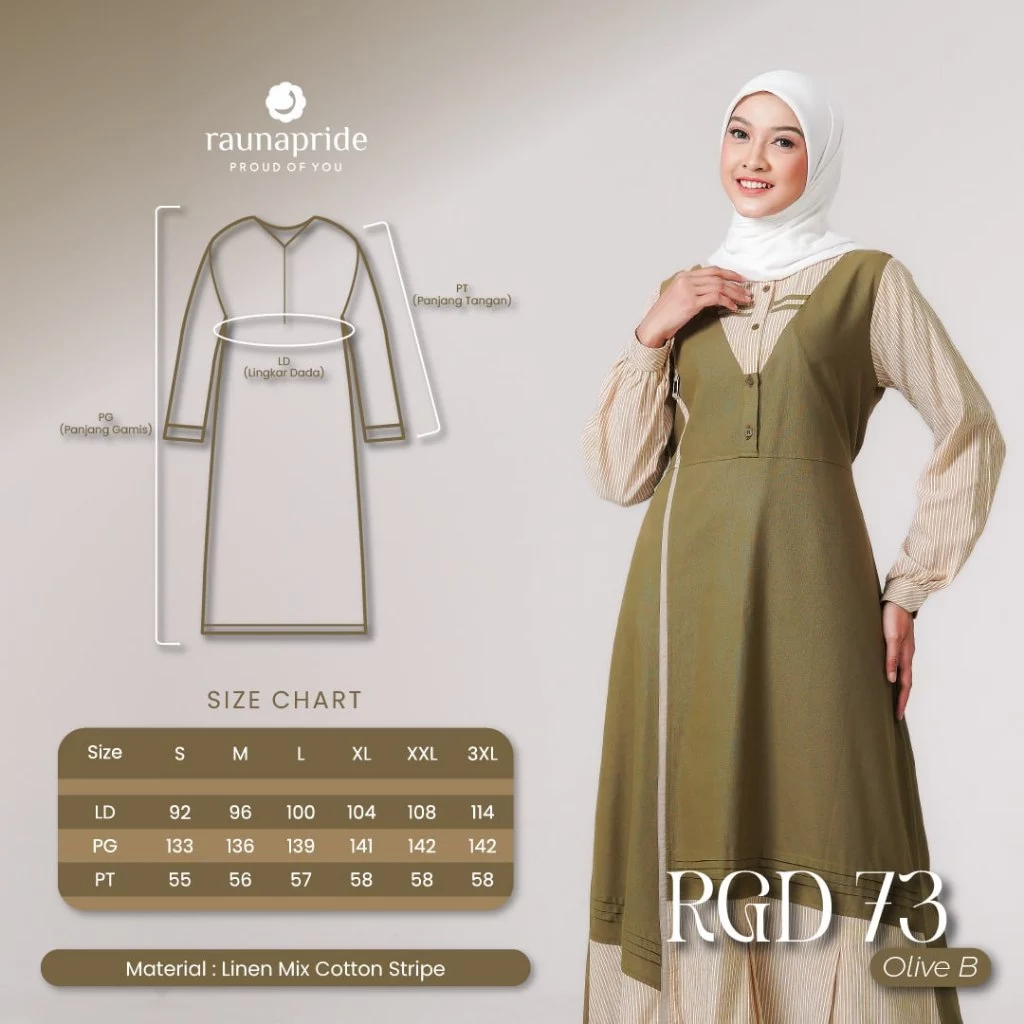 raunapride
PROUD OF YOU
PT
(Panjang Tangan)
LD
(Lingkar Dada)
PG
(Panjang Gamis)
SIZE CHART
Size S M L XL XXL 3XL
LD 92 96 100 104 108 114
PG 133 136 139 141 142 142
PT 55 56 57 58 58 58
Material : Linen Mix Cotton Stripe
RGD 73
Olive B